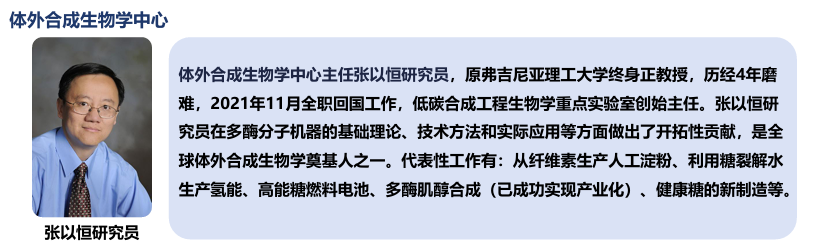 体外合成生物学中心
体外合成生物学中心主任张以恒研究员，原弗吉尼亚理工大学终身正教授，历经4年磨
难，2021年11月全职回国工作，低碳合成工程生物学重点实验室创始主任。张以恒研
究员在多酶分子机器的基础理论、技术方法和实际应用等方面做出了开拓性贡献，是全
球体外合成生物学奠基人之一。代表性工作有：从纤维素生产人工淀粉、利用糖裂解水
生产氢能、高能糖燃料电池、多酶肌醇合成（已成功实现产业化）、健康糖的新制造等。
张以恒研究员